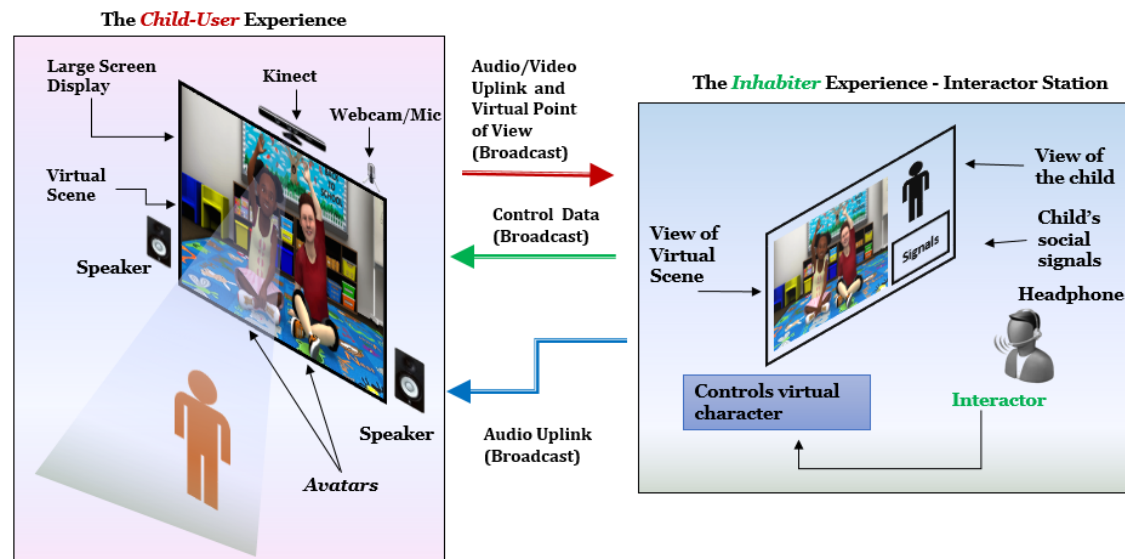 The Child-User Experience
Large Screen
Display
Kinect
Webcam/Mic
Virtual
Scene
Speaker
Speaker
Avatars
Audio/Video
Uplink and
Virtual Point
of View
(Broadcast)
Control Data
(Broadcast)
Audio Uplink
(Broadcast)
The Inhabiter Experience - Interactor Station
View of
the child
Child's
social
signals
Signals
View of
Virtual
Scene
Headphone
Controls virtual
character
Interactor